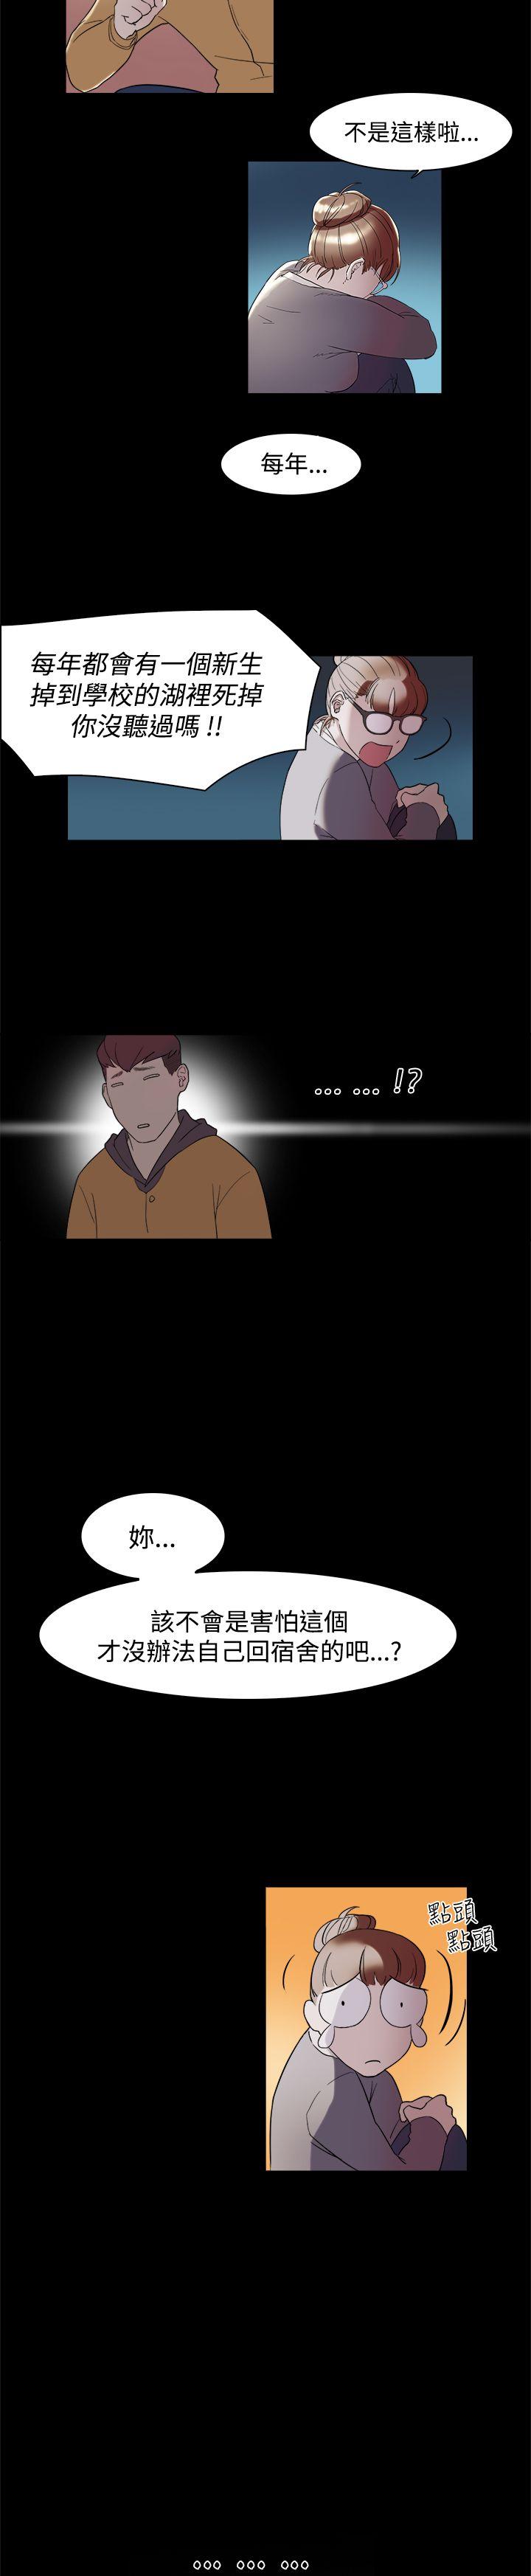 不是這樣啦...
每年...
每年都會有一個新生
掉到學校的湖裡死掉
你沒聽過嗎!!
... ... !?
妳...
該不會是害怕這個
才沒辦法自己回宿舍的吧...?
點頭
點頭
... ... ...